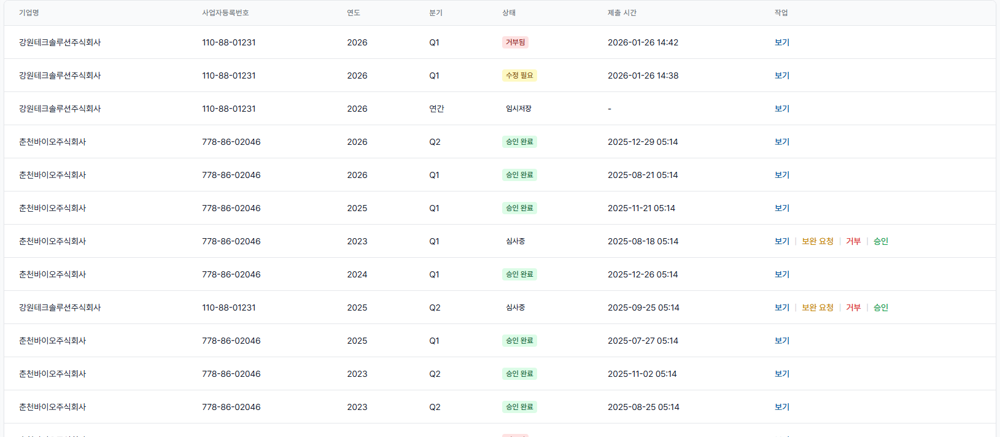 기업명 사업자등록번호 연도 분기 상태 제출 시간 작업
강원테크솔루션주식회사 110-88-01231 2026 Q1 거부됨 2026-01-26 14:42 보기
강원테크솔루션주식회사 110-88-01231 2026 Q1 수정 필요 2026-01-26 14:38 보기
강원테크솔루션주식회사 110-88-01231 2026 연간 임시저장 - 보기
춘천바이오주식회사 778-86-02046 2026 Q2 승인 완료 2025-12-29 05:14 보기
춘천바이오주식회사 778-86-02046 2026 Q1 승인 완료 2025-08-21 05:14 보기
춘천바이오주식회사 778-86-02046 2025 Q1 승인 완료 2025-11-21 05:14 보기
춘천바이오주식회사 778-86-02046 2023 Q1 심사중 2025-08-18 05:14 보기 | 보완 요청 | 거부 | 승인
춘천바이오주식회사 778-86-02046 2024 Q1 승인 완료 2025-12-26 05:14 보기
강원테크솔루션주식회사 110-88-01231 2025 Q2 심사중 2025-09-25 05:14 보기 | 보완 요청 | 거부 | 승인
춘천바이오주식회사 778-86-02046 2025 Q1 승인 완료 2025-07-27 05:14 보기
춘천바이오주식회사 778-86-02046 2023 Q2 승인 완료 2025-11-02 05:14 보기
춘천바이오주식회사 778-86-02046 2023 Q2 승인 완료 2025-08-25 05:14 보기